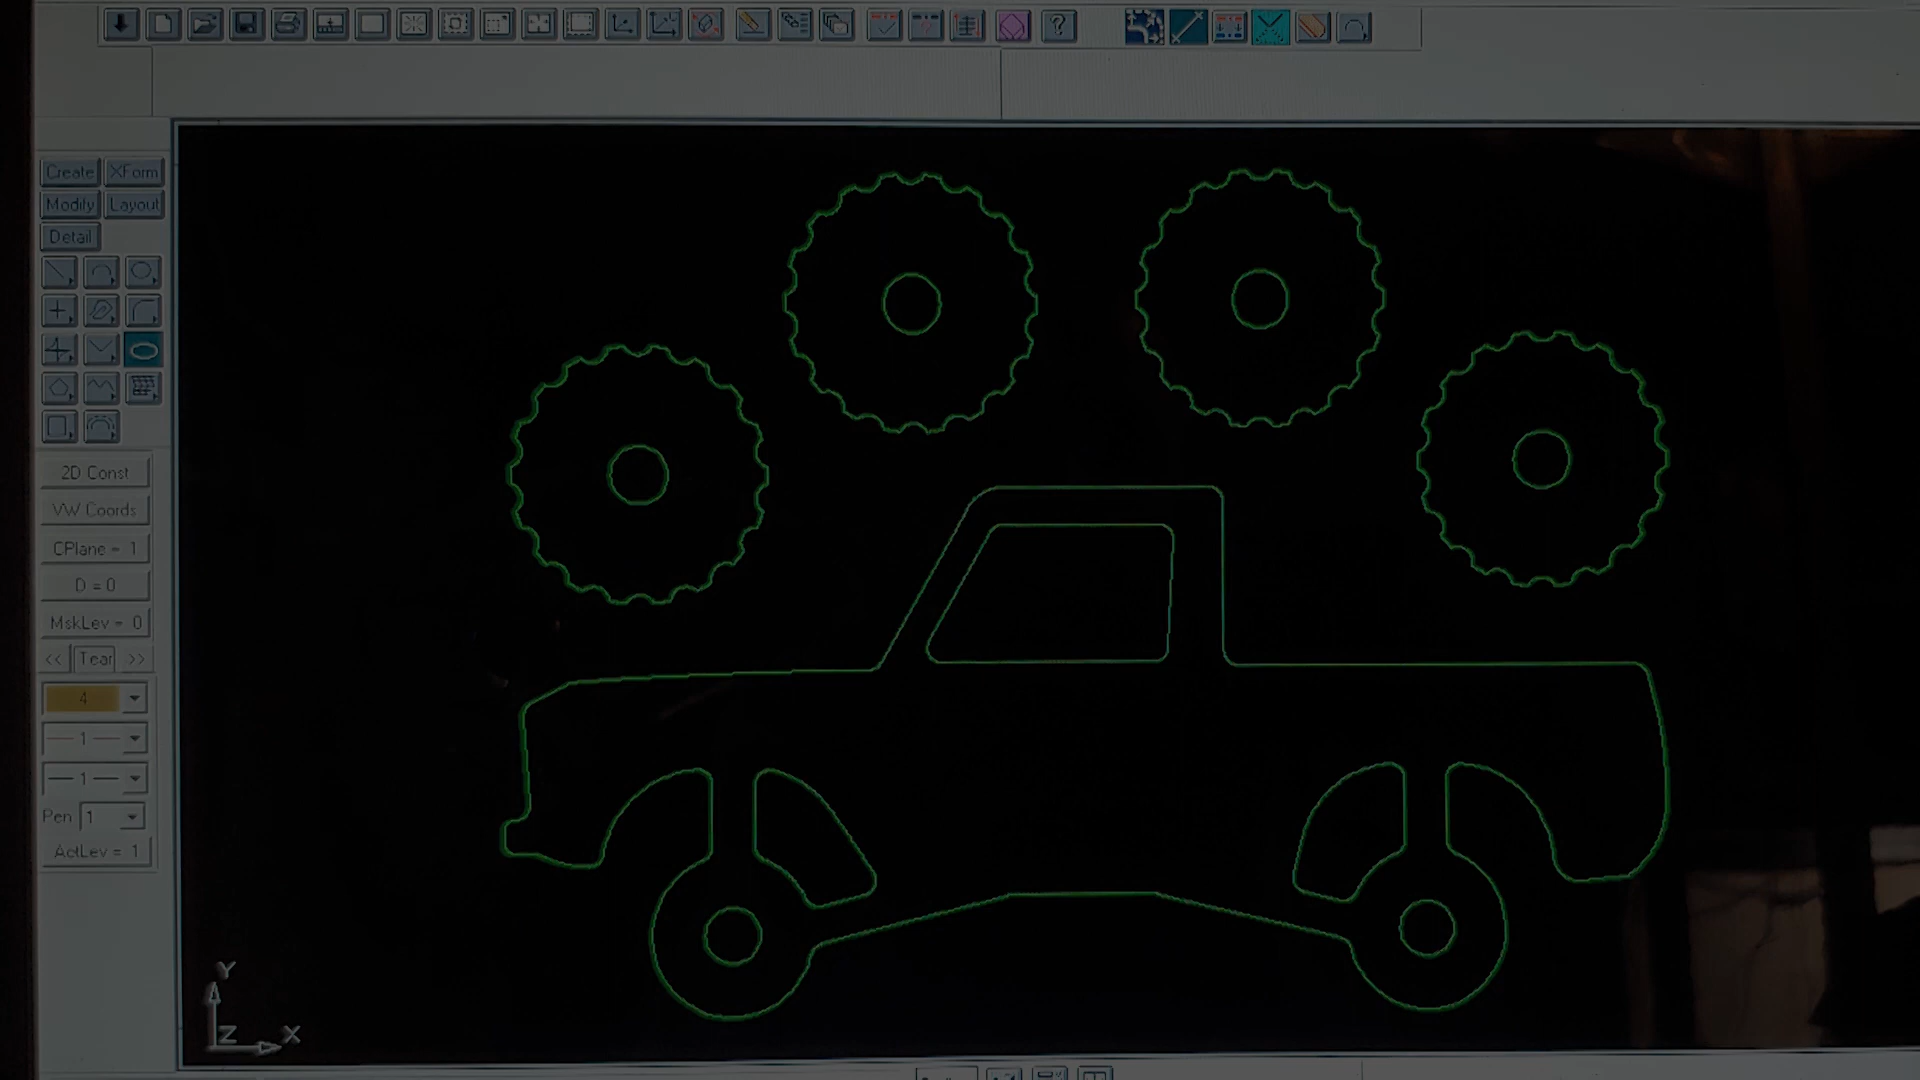 Create XForm
Modify Layout
Detail
2D Const
VW Coords
CPlane = 1
D = 0
MskLev = 0
<< Tear >>
4
1
1
Pen 1
ActLev = 1
Y
Z X